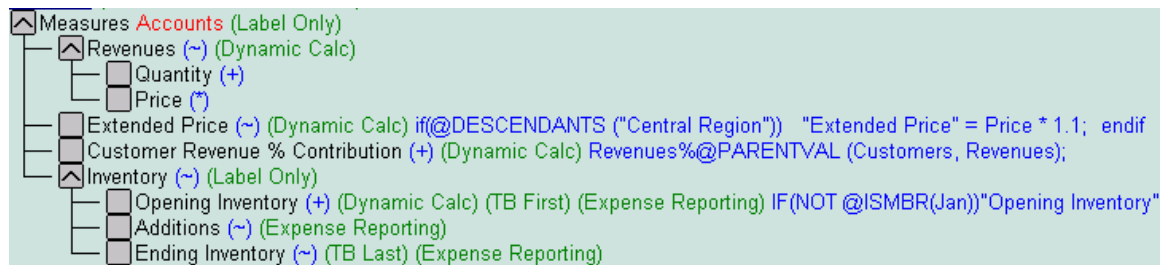 Measures Accounts (Label Only)
Revenues (~) (Dynamic Calc)
Quantity (+)
Price (*)
Extended Price (~) (Dynamic Calc) if(@DESCENDANTS ("Central Region")) "Extended Price" = Price * 1.1; endif
Customer Revenue % Contribution (+) (Dynamic Calc) Revenues%@PARENTVAL (Customers, Revenues);
Inventory (~) (Label Only)
Opening Inventory (+) (Dynamic Calc) (TB First) (Expense Reporting) IF(NOT @ISMBR(Jan))"Opening Inventory"
Additions (~) (Expense Reporting)
Ending Inventory (~) (TB Last) (Expense Reporting)